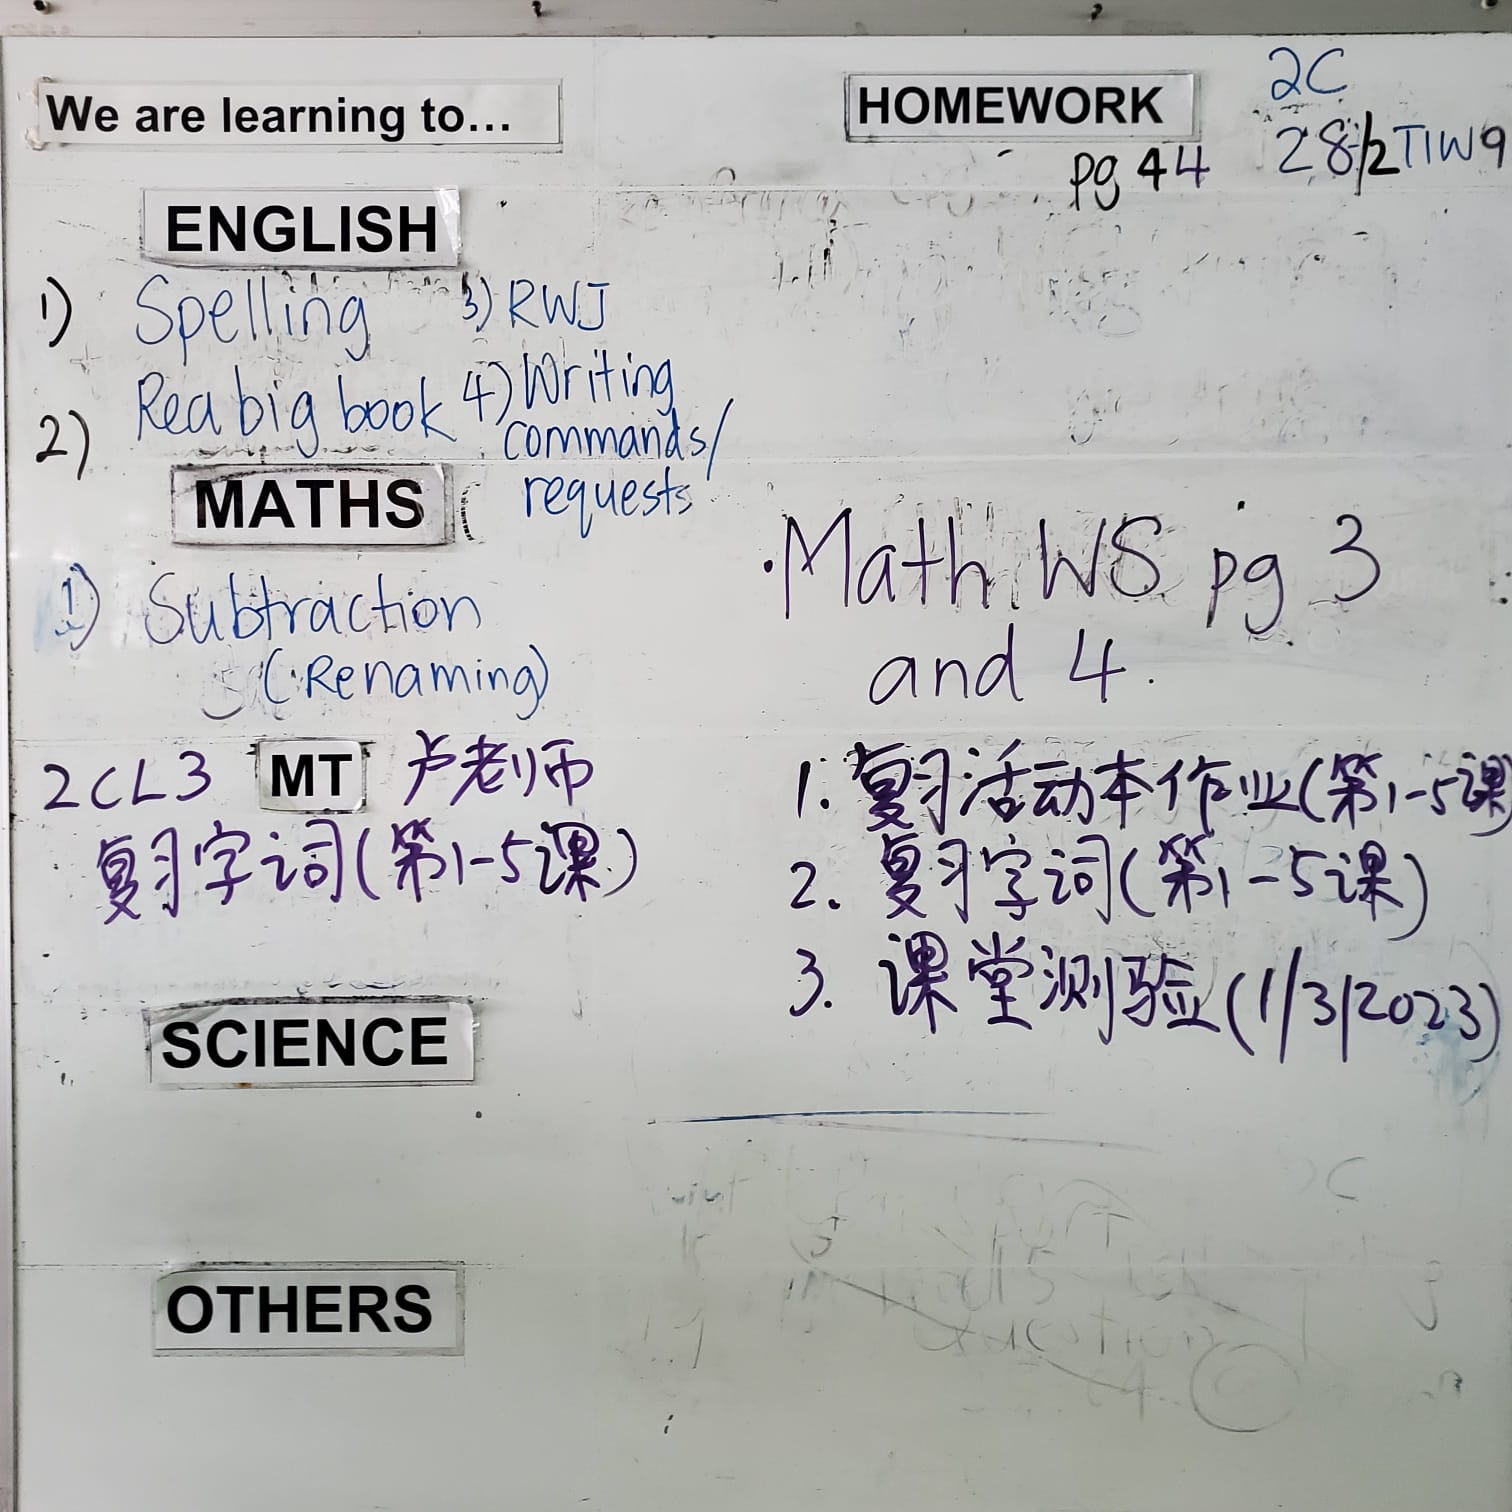 We are learning to...
HOMEWORK
2C
28/2 T1W9
pg 44
ENGLISH
1) Spelling
2) Rea big book
3) RWJ
4) Writing
commands/
requests
MATHS
1) Subtraction
(Renaming)
· Math WS pg 3
and 4.
2CL3 MT 卢老师
复习字词(第1-5课)
1. 复习活动本作业(第1-5课
2. 复习字词(第1-5课)
3. 课堂测验(1/3/2023)
SCIENCE
OTHERS